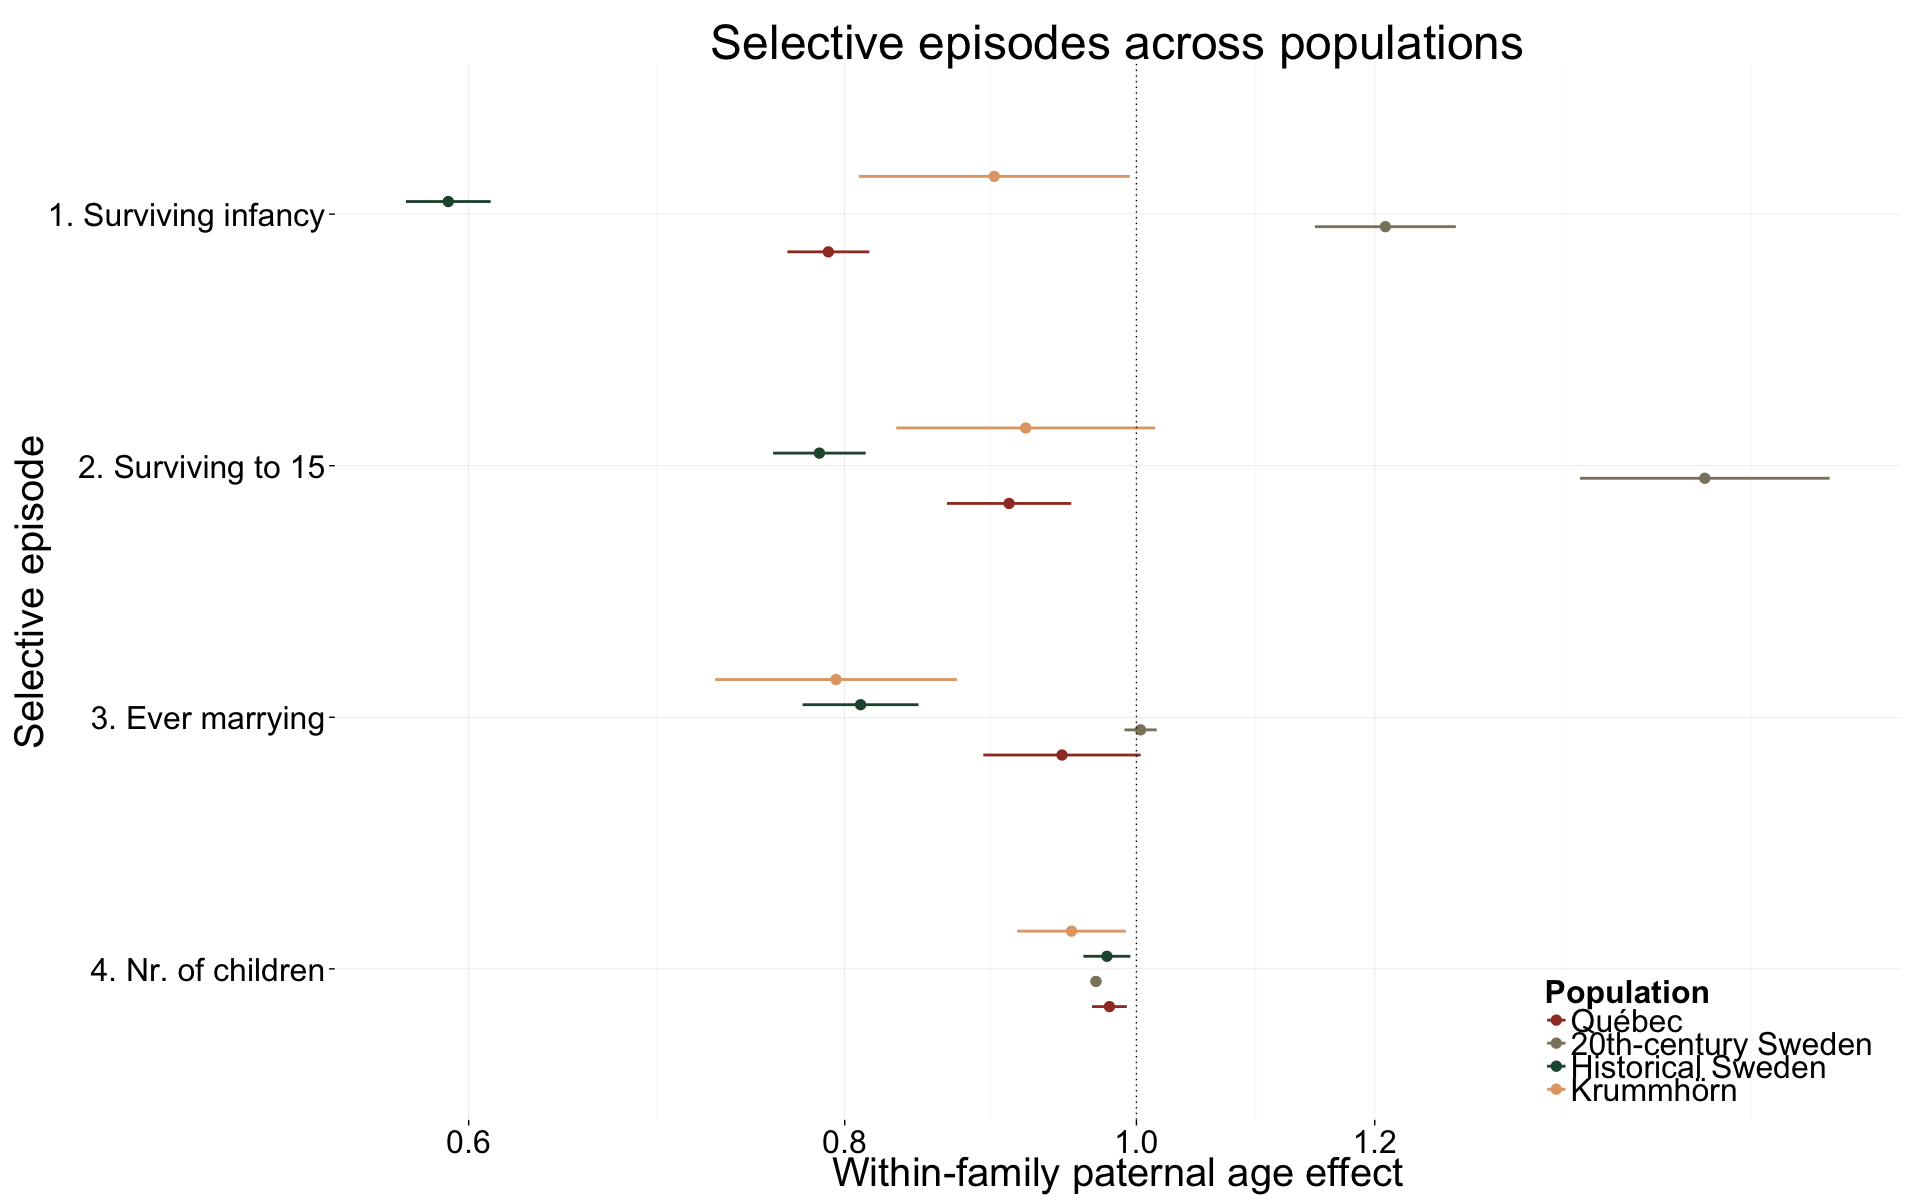 Selective episodes across populations
Selective episode
1. Surviving infancy
2. Surviving to 15
3. Ever marrying
4. Nr. of children
Population
Québec
20th-century Sweden
Historical Sweden
Krummhörn
0.6 0.8 1.0 1.2
Within-family paternal age effect